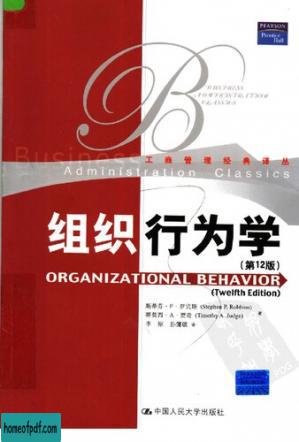 PEARSON
Prentice Hall
BUSINESS
ADMINISTRATION
CLASSICS
Business
工商管理经典译丛
Administration Classics
组织行为学
(第12版)
ORGANIZATIONAL BEHAVIOR
(Twelfth Edition)
斯蒂芬·P·罗宾斯 (Stephen P. Robbins)
蒂莫西·A·贾奇 (Timothy A. Judge) 著
李原 孙健敏 译
中国人民大学出版社
homeofpdf.com